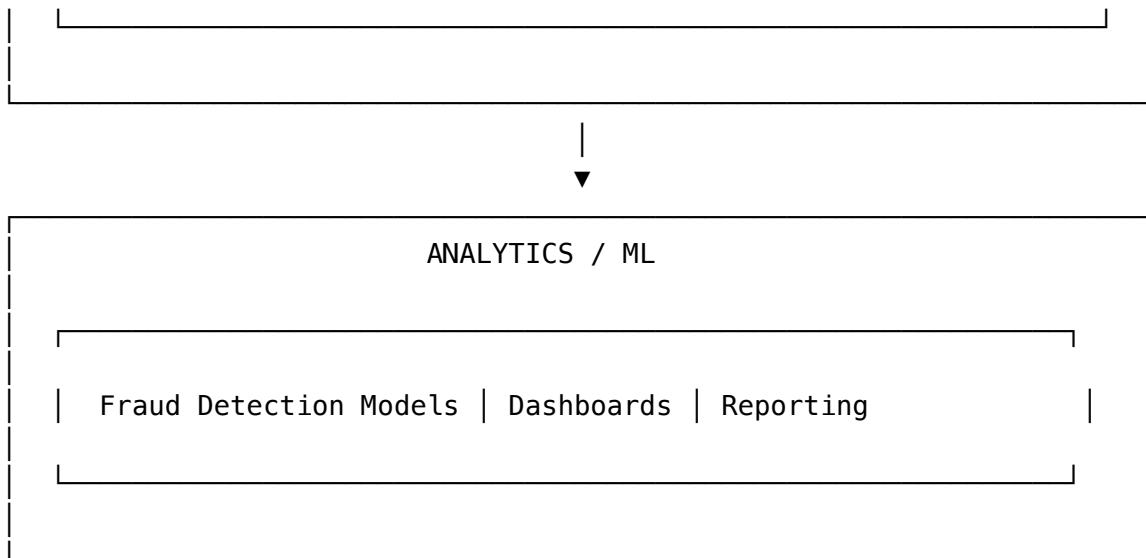 ANALYTICS / ML
Fraud Detection Models │ Dashboards │ Reporting